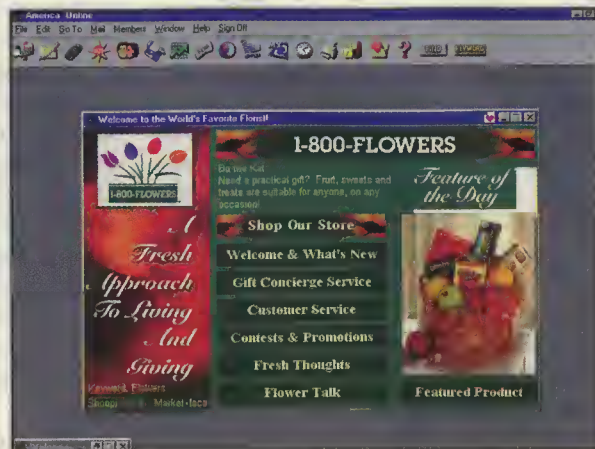 America Online
File Edit Go To Mail Members Window Help Sign Off
Welcome to the World's Favorite Florist!
1-800-FLOWERS
1-800-FLOWERS
A
Fresh
Approach
To Living
And
Giving
Keyword: Flowers
Need a practical gift? Fruit, sweets and
treats are suitable for anyone, on any
occasion!
Shop Our Store
Welcome & What's New
Gift Concierge Service
Customer Service
Contests & Promotions
Fresh Thoughts
Flower Talk
Feature of
the Day
Featured Product